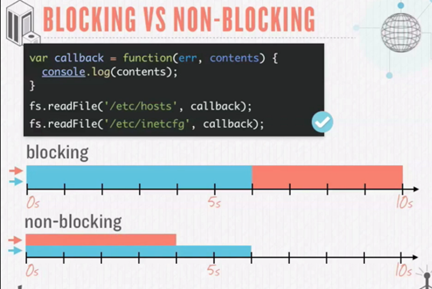 BLOCKING VS NON-BLOCKING
var callback = function(err, contents) {
console.log(contents);
}
fs.readFile('/etc/hosts', callback);
fs.readFile('/etc/inetcfg', callback);
blocking
0s 5s 10s
non-blocking
0s 5s 10s